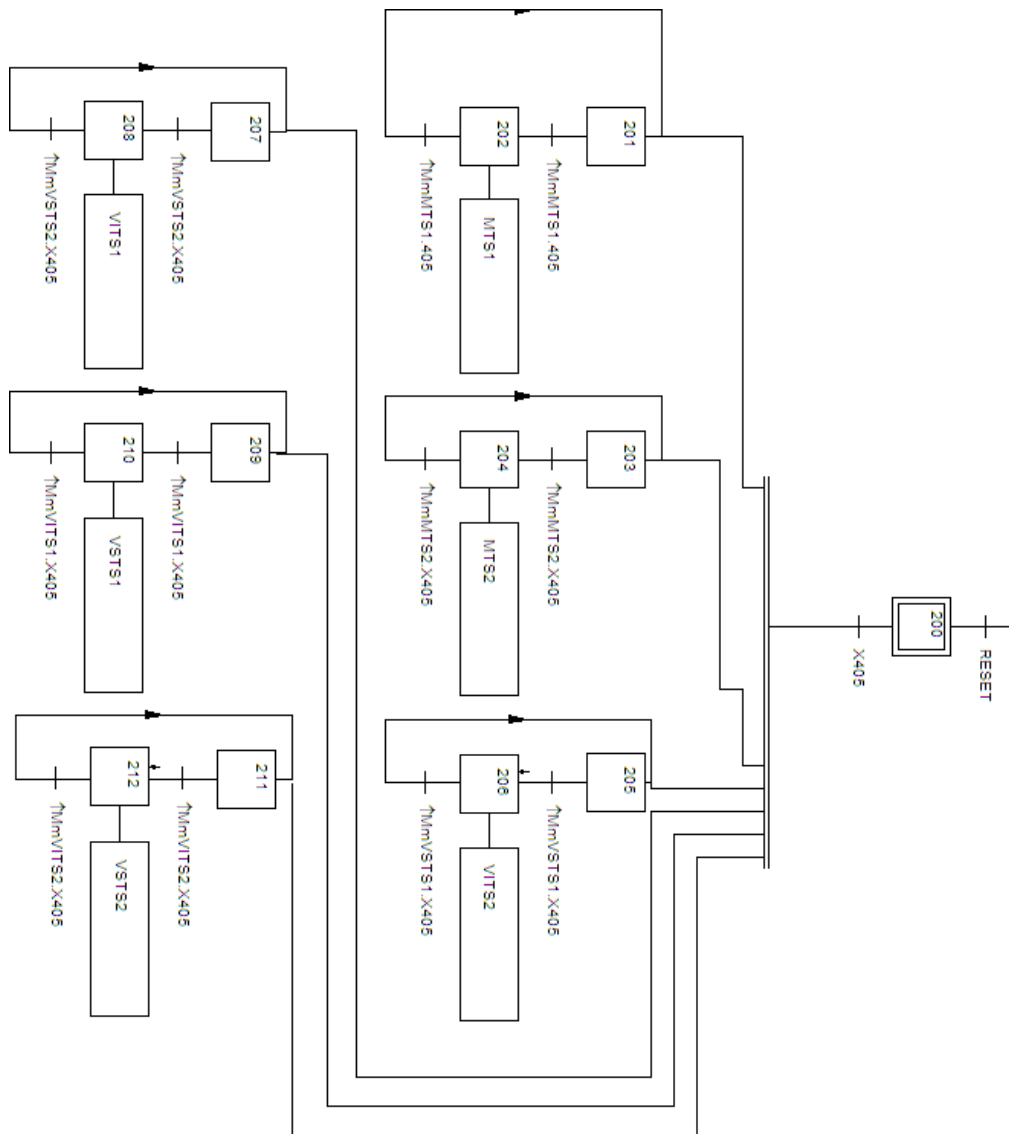 RESET
200
X405
201
↑MmMTS1.405
202
MTS1
↑MmMTS1.405
203
↑MmMTS2.X405
204
MTS2
↑MmMTS2.X405
205
↑MmVSTS1.X405
206
VITS2
↑MmVSTS1.X405
207
↑MmVSTS2.X405
208
VITS1
↑MmVSTS2.X405
209
↑MmVITS1.X405
210
VSTS1
↑MmVITS1.X405
211
↑MmVITS2.X405
212
VSTS2
↑MmVITS2.X405